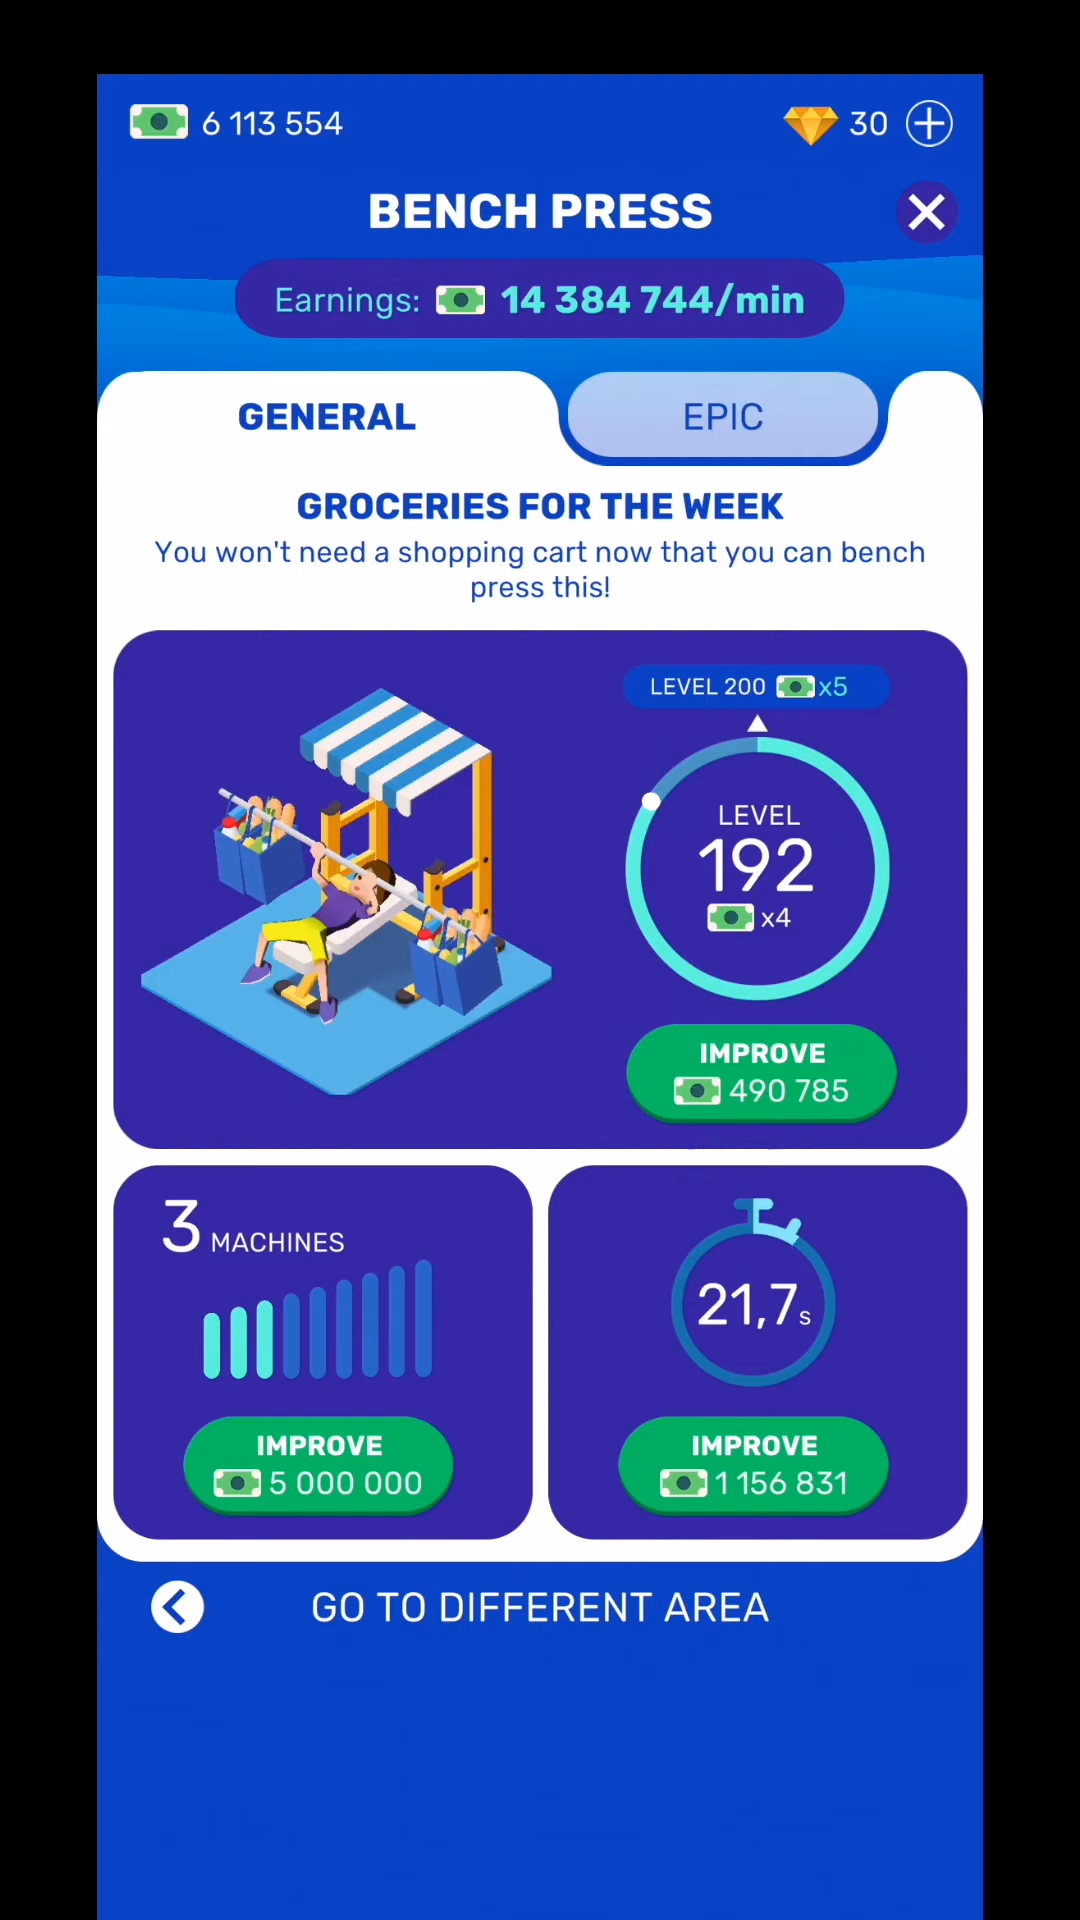 6 113 554
30
BENCH PRESS
Earnings: 14 384 744/min
GENERAL
EPIC
GROCERIES FOR THE WEEK
You won't need a shopping cart now that you can bench
press this!
LEVEL 200 x5
LEVEL
192
x4
IMPROVE
490 785
3 MACHINES
IMPROVE
5 000 000
21,7 s
IMPROVE
1 156 831
GO TO DIFFERENT AREA